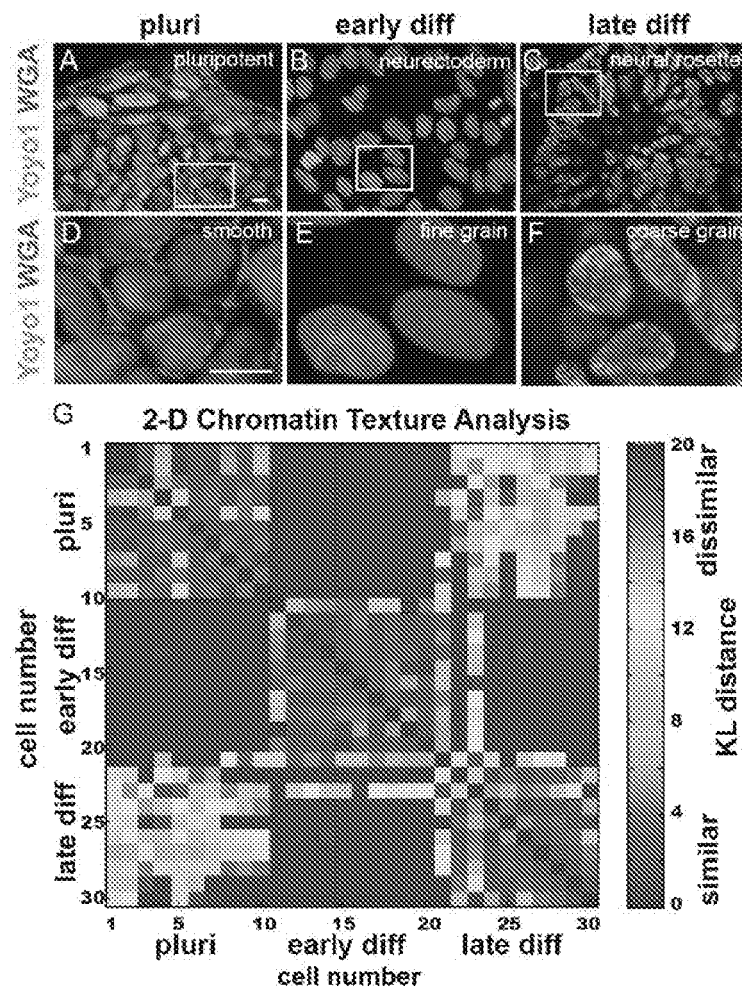 pluri early diff late diff
Yoyo1 WGA
A pluripotent
B neurectoderm
C neural rosette
Yoyo1 WGA
D smooth
E fine grain
F coarse grain
G 2-D Chromatin Texture Analysis
1
5
10
15
20
25
30
pluri
early diff
late diff
cell number
1 5 10 15 20 25 30
pluri early diff late diff
cell number
20
16
12
8
4
0
dissimilar
similar
KL distance